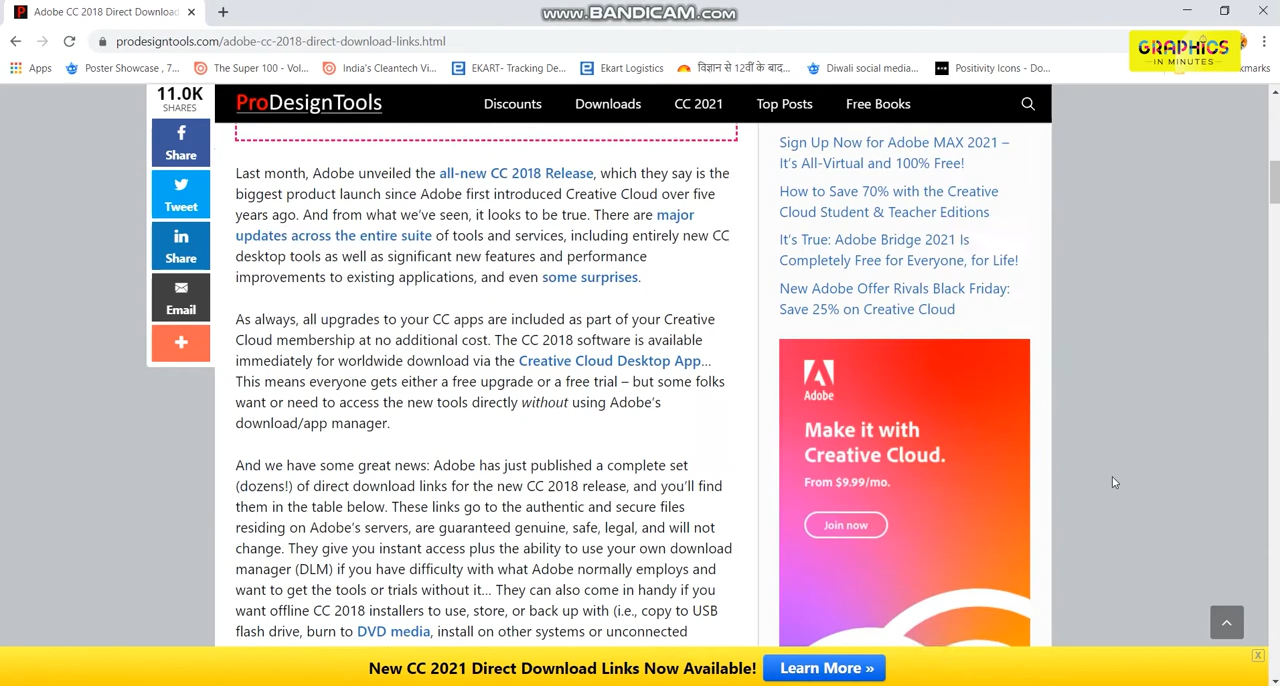 Adobe CC 2018 Direct Download
www.BANDICAM.com
prodesigntools.com/adobe-cc-2018-direct-download-links.html
GRAPHICS
IN MINUTES
Apps
Poster Showcase , 7...
The Super 100 - Vol...
India's Cleantech Vi...
EKART- Tracking De...
Ekart Logistics
विज्ञान से 12वीं के बाद...
Diwali social media...
Positivity Icons - Do...
11.0K
SHARES
Share
Tweet
Share
Email
ProDesignTools
Discounts
Downloads
CC 2021
Top Posts
Free Books
Last month, Adobe unveiled the all-new CC 2018 Release, which they say is the
biggest product launch since Adobe first introduced Creative Cloud over five
years ago. And from what we've seen, it looks to be true. There are major
updates across the entire suite of tools and services, including entirely new CC
desktop tools as well as significant new features and performance
improvements to existing applications, and even some surprises.
As always, all upgrades to your CC apps are included as part of your Creative
Cloud membership at no additional cost. The CC 2018 software is available
immediately for worldwide download via the Creative Cloud Desktop App...
This means everyone gets either a free upgrade or a free trial – but some folks
want or need to access the new tools directly without using Adobe's
download/app manager.
And we have some great news: Adobe has just published a complete set
(dozens!) of direct download links for the new CC 2018 release, and you'll find
them in the table below. These links go to the authentic and secure files
residing on Adobe's servers, are guaranteed genuine, safe, legal, and will not
change. They give you instant access plus the ability to use your own download
manager (DLM) if you have difficulty with what Adobe normally employs and
want to get the tools or trials without it... They can also come in handy if you
want offline CC 2018 installers to use, store, or back up with (i.e., copy to USB
flash drive, burn to DVD media, install on other systems or unconnected
Sign Up Now for Adobe MAX 2021 –
It's All-Virtual and 100% Free!
How to Save 70% with the Creative
Cloud Student & Teacher Editions
It's True: Adobe Bridge 2021 Is
Completely Free for Everyone, for Life!
New Adobe Offer Rivals Black Friday:
Save 25% on Creative Cloud
Adobe
Make it with
Creative Cloud.
From $9.99/mo.
Join now
New CC 2021 Direct Download Links Now Available!
Learn More »
X